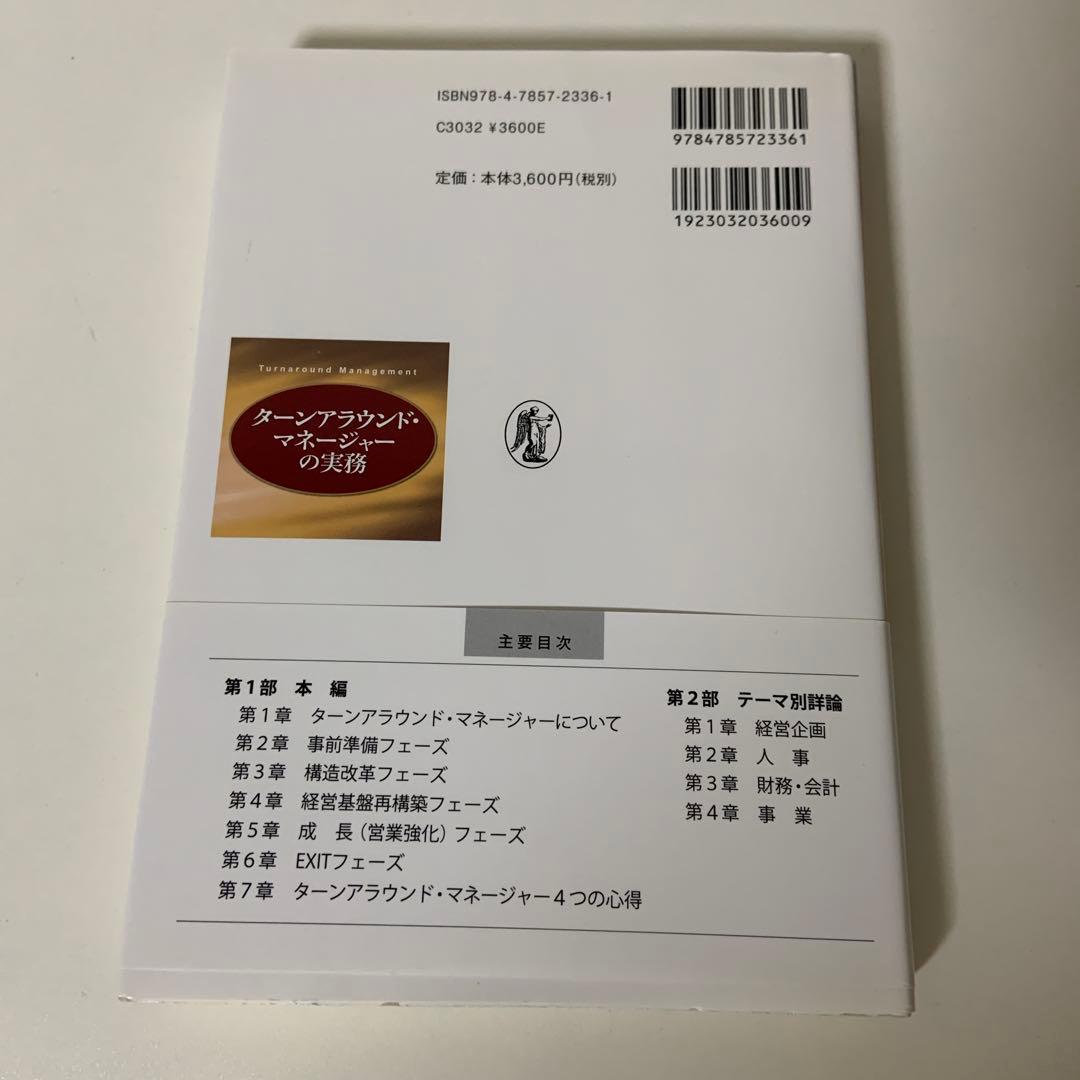 ISBN978-4-7857-2336-1
C3032 ¥3600E
定価：本体3,600円（税別）
9784785723361
1923032036009
Turnaround Management
ターンアラウンド・
マネージャー
の実務
主要目次
第1部　本　編
第1章　ターンアラウンド・マネージャーについて
第2章　事前準備フェーズ
第3章　構造改革フェーズ
第4章　経営基盤再構築フェーズ
第5章　成　長（営業強化）フェーズ
第6章　EXITフェーズ
第7章　ターンアラウンド・マネージャー4つの心得
第2部　テーマ別詳論
第1章　経営企画
第2章　人　事
第3章　財務・会計
第4章　事　業